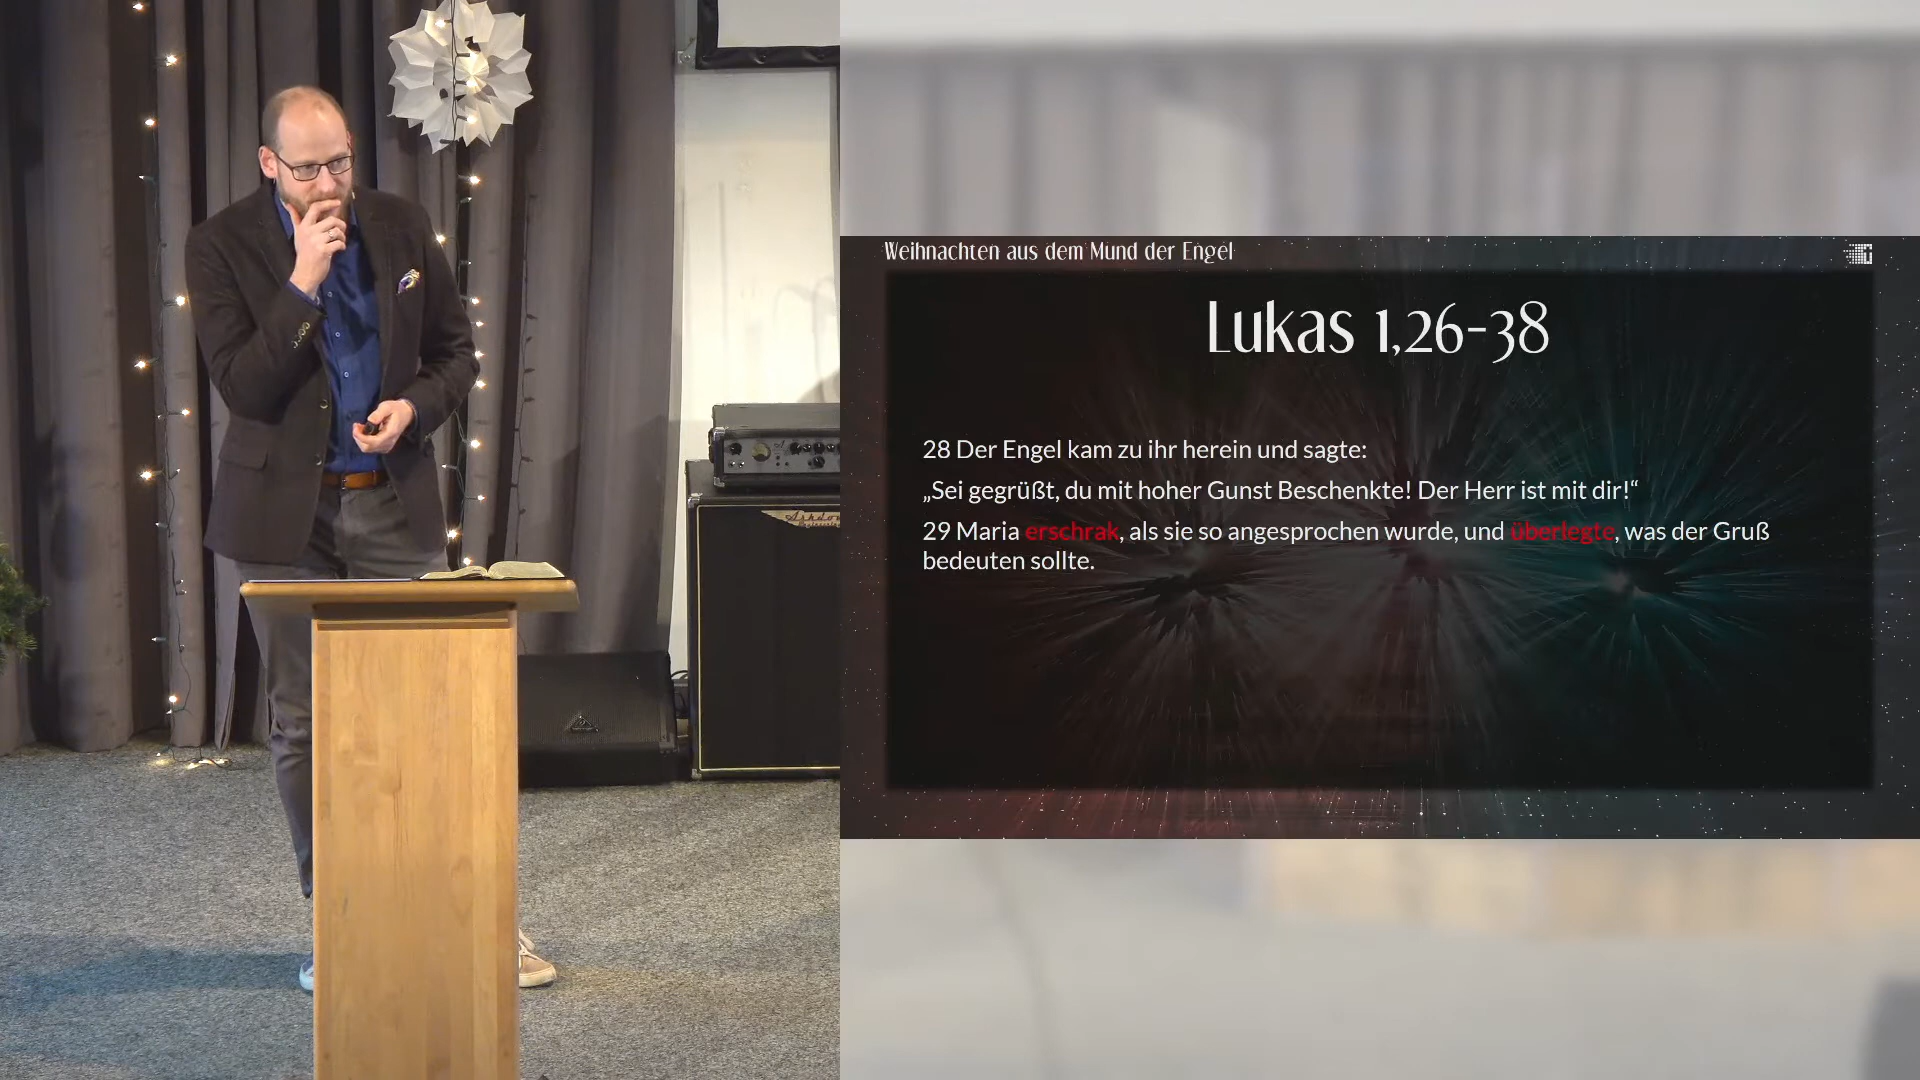 Weihnachten aus dem Mund der Engel
Lukas 1,26-38
28 Der Engel kam zu ihr herein und sagte:
„Sei gegrüßt, du mit hoher Gunst Beschenkte! Der Herr ist mit dir!“
29 Maria erschrak, als sie so angesprochen wurde, und überlegte, was der Gruß
bedeuten sollte.